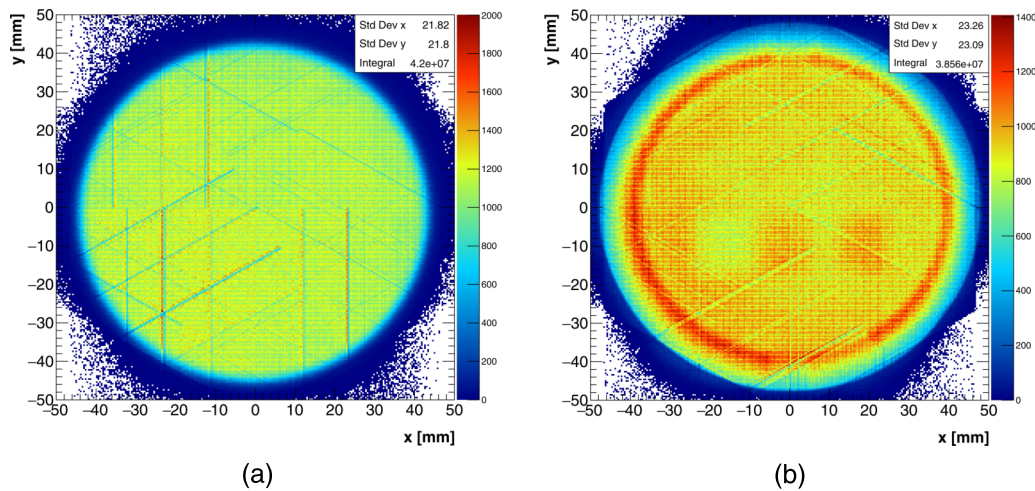 y [mm]
50
40
30
20
10
0
−10
−20
−30
−40
−50
−50 −40 −30 −20 −10 0 10 20 30 40 50
x [mm]
Std Dev x 21.82
Std Dev y 21.8
Integral 4.2e+07
2000
1800
1600
1400
1200
1000
800
600
400
200
0
(a)
y [mm]
50
40
30
20
10
0
−10
−20
−30
−40
−50
−40 −30 −20 −10 0 10 20 30 40 50
x [mm]
Std Dev x 23.26
Std Dev y 23.09
Integral 3.856e+07
1400
1200
1000
800
600
400
200
0
(b)